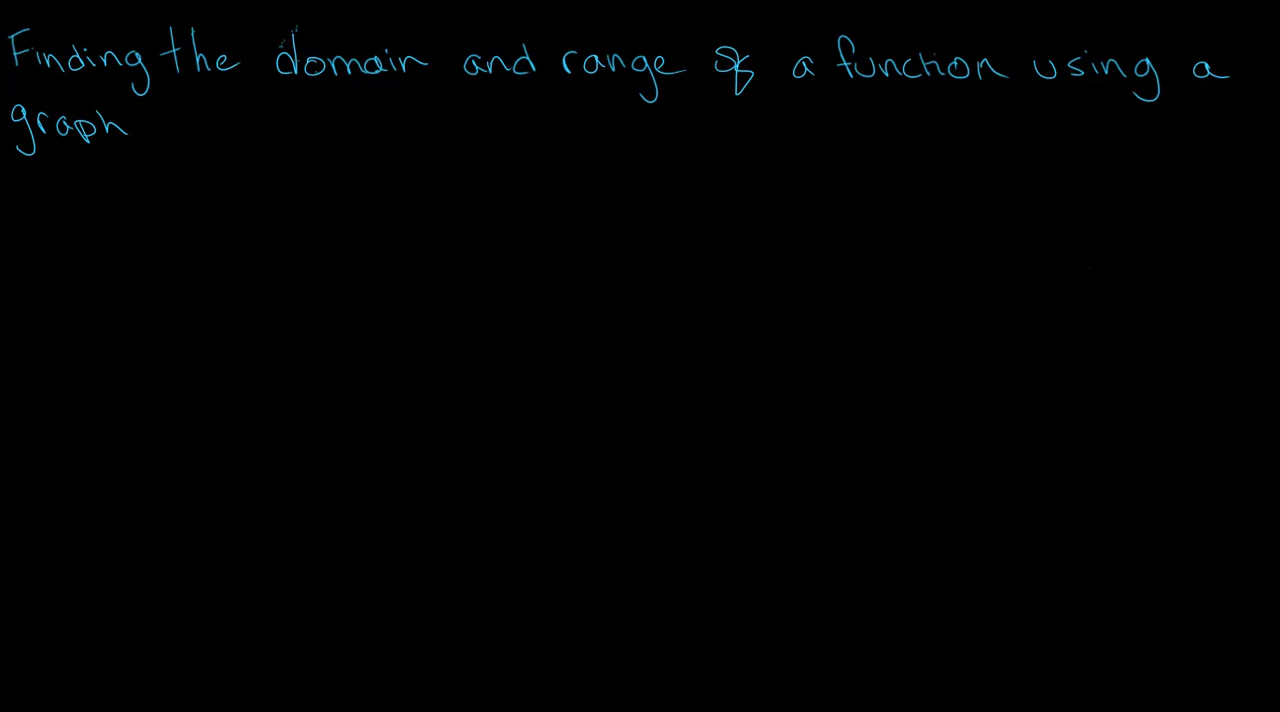 Finding the domain and range of a function using a
graph